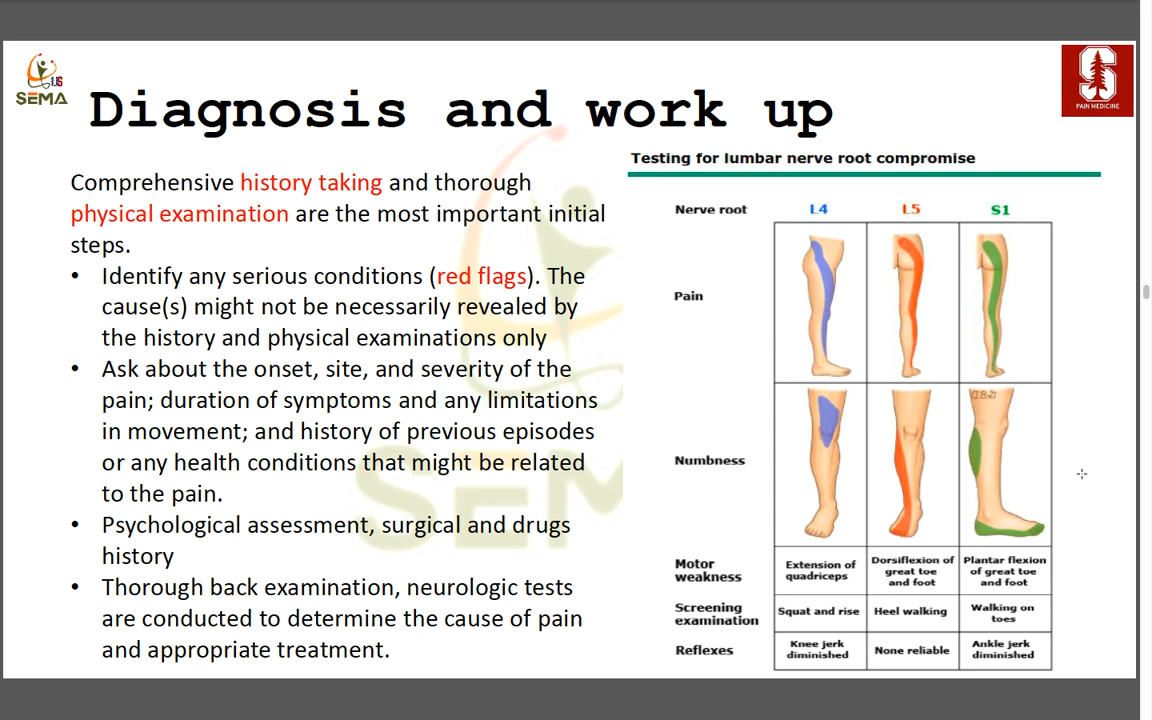 US
SEMA
Diagnosis and work up
S
PAIN MEDICINE
Comprehensive history taking and thorough
physical examination are the most important initial
steps.
• Identify any serious conditions (red flags). The
cause(s) might not be necessarily revealed by
the history and physical examinations only
• Ask about the onset, site, and severity of the
pain; duration of symptoms and any limitations
in movement; and history of previous episodes
or any health conditions that might be related
to the pain.
• Psychological assessment, surgical and drugs
history
• Thorough back examination, neurologic tests
are conducted to determine the cause of pain
and appropriate treatment.
SEM
Testing for lumbar nerve root compromise
Nerve root L4 L5 S1
Pain
Numbness
Motor
weakness
Extension of
quadriceps
Dorsiflexion of
great toe
and foot
Plantar flexion
of great toe
and foot
Screening
examination
Squat and rise
Heel walking
Walking on
toes
Reflexes
Knee jerk
diminished
None reliable
Ankle jerk
diminished